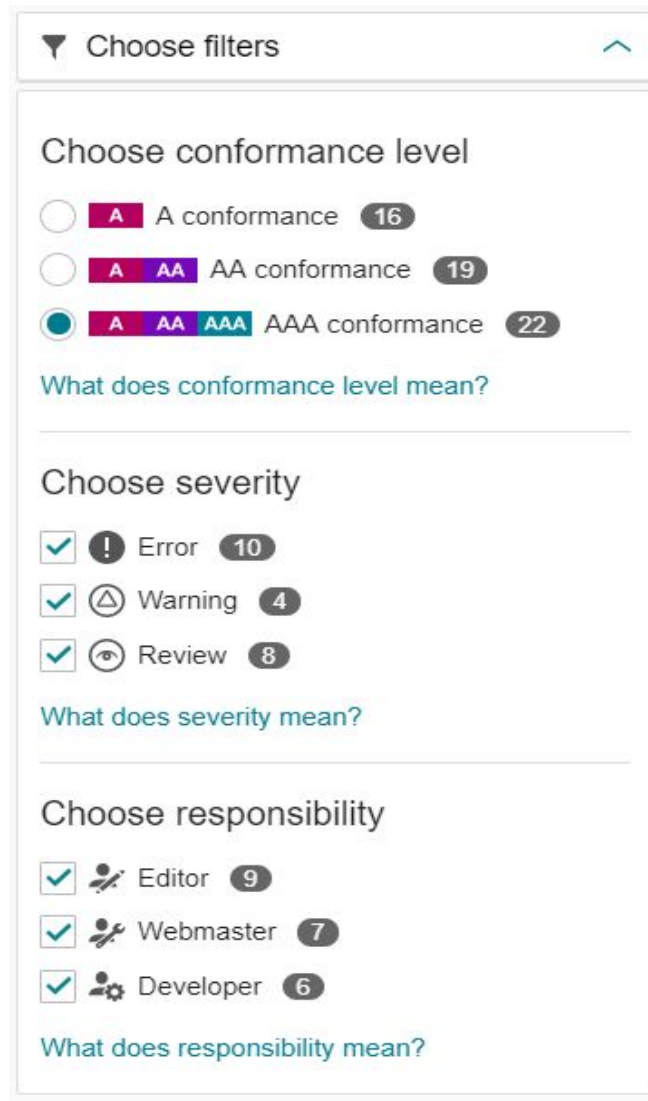 Choose filters
Choose conformance level
A A conformance 16
A AA AA conformance 19
A AA AAA AAA conformance 22
What does conformance level mean?
Choose severity
! Error 10
Warning 4
Review 8
What does severity mean?
Choose responsibility
Editor 9
Webmaster 7
Developer 6
What does responsibility mean?